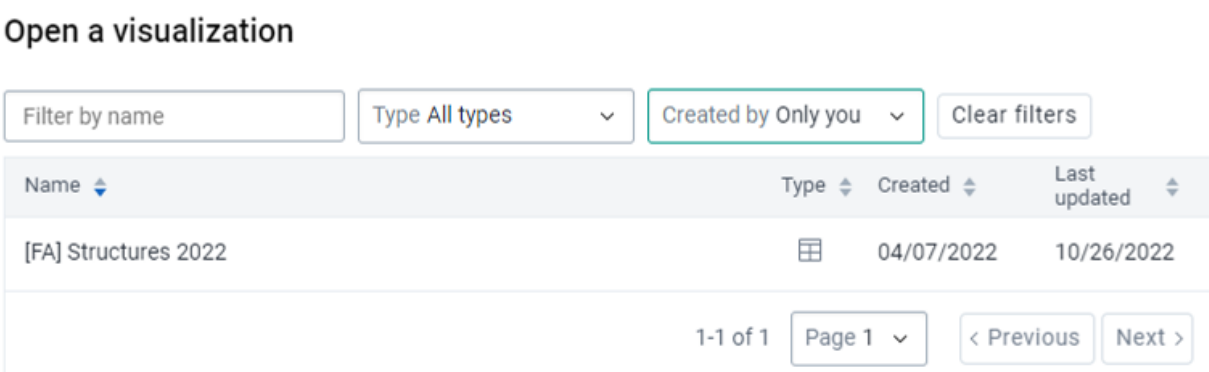 Open a visualization
Filter by name
Type All types
Created by Only you
Clear filters
Name
Type
Created
Last
updated
[FA] Structures 2022
04/07/2022
10/26/2022
1-1 of 1
Page 1
< Previous
Next >